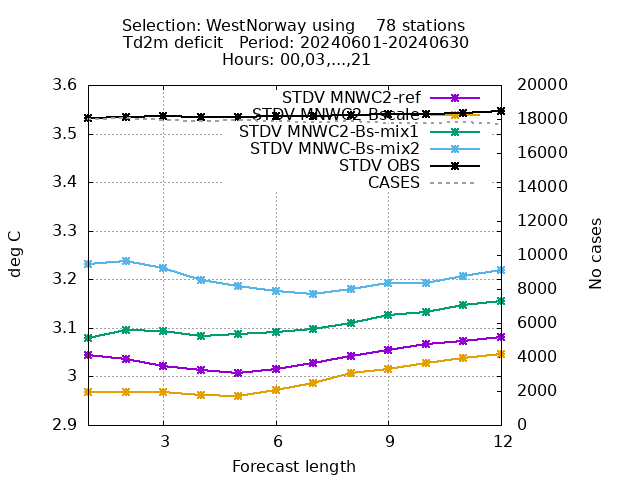 Selection: WestNorway using    78 stations
Td2m deficit   Period: 20240601-20240630
Hours: 00,03,...,21
3.6
3.5
3.4
3.3
3.2
3.1
3
2.9
deg C
STDV MNWC2-ref
STDV MNWC2-Bscale
STDV MNWC2-Bs-mix1
STDV MNWC-Bs-mix2
STDV OBS
CASES
20000
18000
16000
14000
12000
10000
8000
6000
4000
2000
0
No cases
3 6 9 12
Forecast length